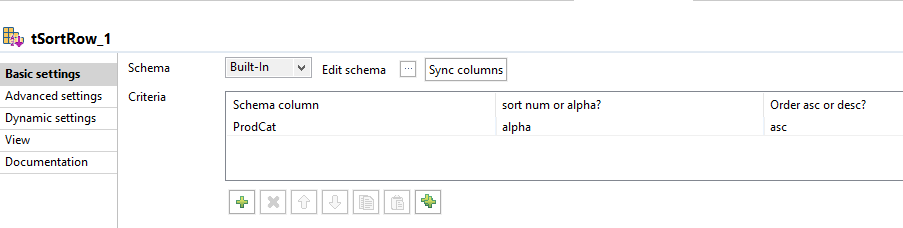 tSortRow_1
Basic settings
Advanced settings
Dynamic settings
View
Documentation
Schema Built-In Edit schema ... Sync columns
Criteria
Schema column sort num or alpha? Order asc or desc?
ProdCat alpha asc